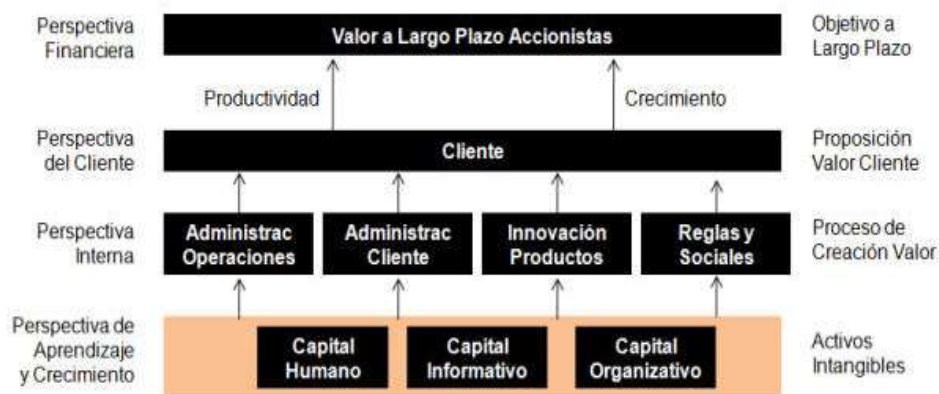 Perspectiva
Financiera
Valor a Largo Plazo Accionistas
Objetivo a
Largo Plazo
Productividad
Crecimiento
Perspectiva
del Cliente
Cliente
Proposición
Valor Cliente
Perspectiva
Interna
Administrac
Operaciones
Administrac
Cliente
Innovación
Productos
Reglas y
Sociales
Proceso de
Creación Valor
Perspectiva de
Aprendizaje
y Crecimiento
Capital
Humano
Capital
Informativo
Capital
Organizativo
Activos
Intangibles